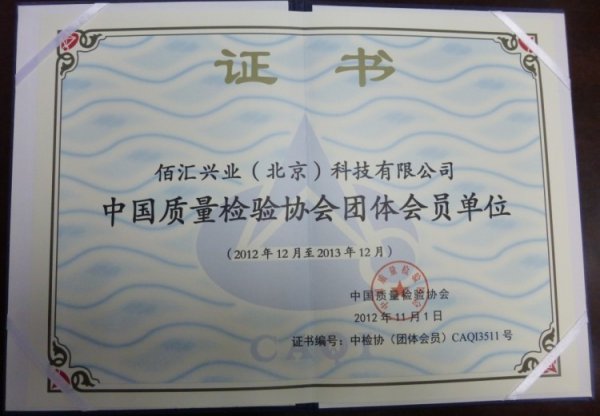 证书
佰汇兴业（北京）科技有限公司
中国质量检验协会团体会员单位
（2012年12月至2013年12月）
中国质量检验协会
2012年11月1日
证书编号：中检协（团体会员）CAQI3511号
CAQI